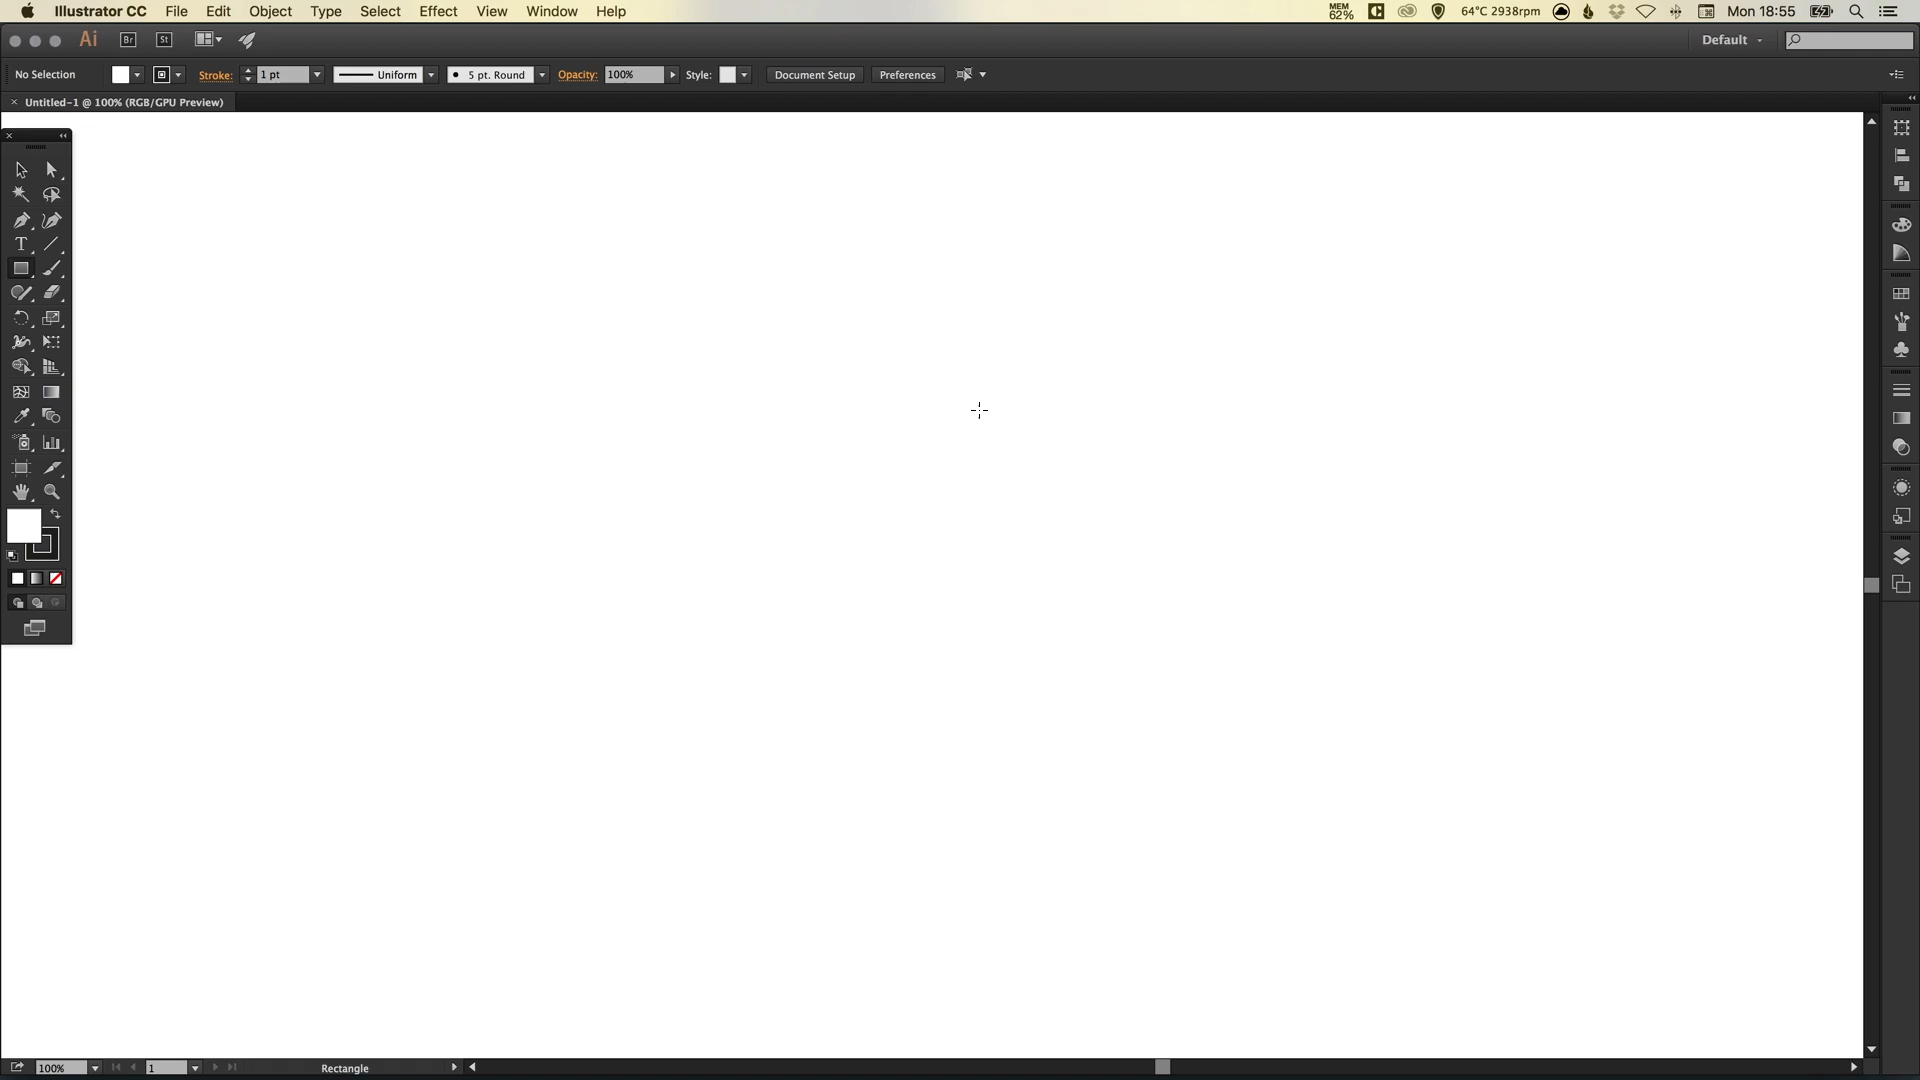 Illustrator CC File Edit Object Type Select Effect View Window Help MEM 62% 64°C 2938rpm Mon 18:55
Ai Br St Default
No Selection Stroke: 1 pt Uniform 5 pt. Round Opacity: 100% Style: Document Setup Preferences
Untitled-1 @ 100% (RGB/GPU Preview)
T
100% 1 Rectangle